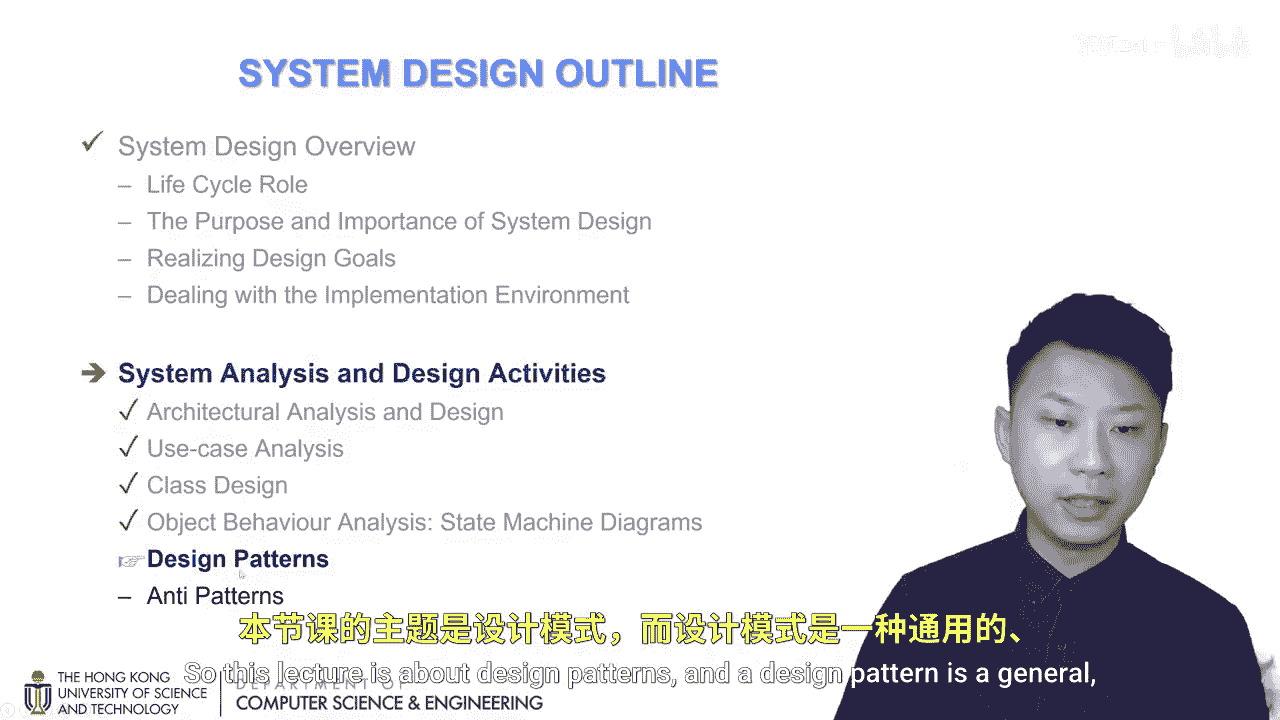 SYSTEM DESIGN OUTLINE
✓ System Design Overview
– Life Cycle Role
– The Purpose and Importance of System Design
– Realizing Design Goals
– Dealing with the Implementation Environment
➔ System Analysis and Design Activities
✓ Architectural Analysis and Design
✓ Use-case Analysis
✓ Class Design
✓ Object Behaviour Analysis: State Machine Diagrams
☞ Design Patterns
– Anti Patterns
本节课的主题是设计模式，而设计模式是一种通用的、
So this lecture is about design patterns, and a design pattern is a general,
THE HONG KONG
UNIVERSITY OF SCIENCE
AND TECHNOLOGY
DEPARTMENT OF
COMPUTER SCIENCE & ENGINEERING